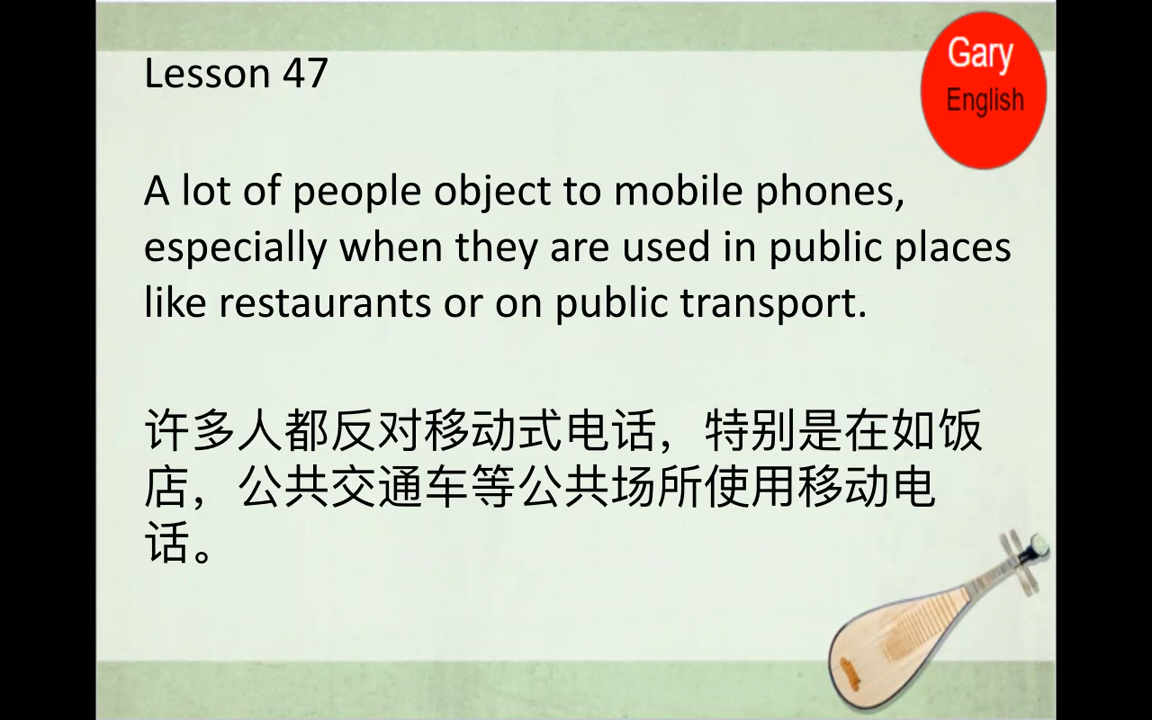 Lesson 47
Gary
English
A lot of people object to mobile phones,
especially when they are used in public places
like restaurants or on public transport.
许多人都反对移动式电话，特别是在如饭
店，公共交通车等公共场所使用移动电
话。